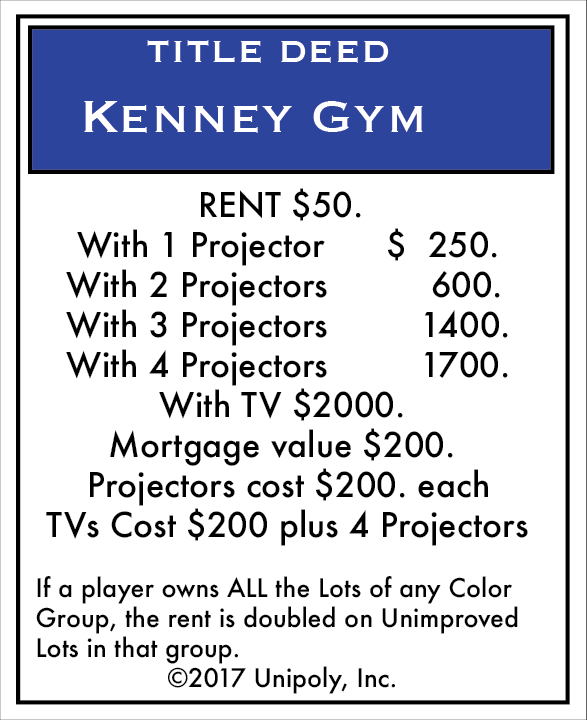 TITLE DEED
KENNEY GYM
RENT $50.
With 1 Projector $ 250.
With 2 Projectors 600.
With 3 Projectors 1400.
With 4 Projectors 1700.
With TV $2000.
Mortgage value $200.
Projectors cost $200. each
TVs Cost $200 plus 4 Projectors
If a player owns ALL the Lots of any Color
Group, the rent is doubled on Unimproved
Lots in that group.
©2017 Unipoly, Inc.